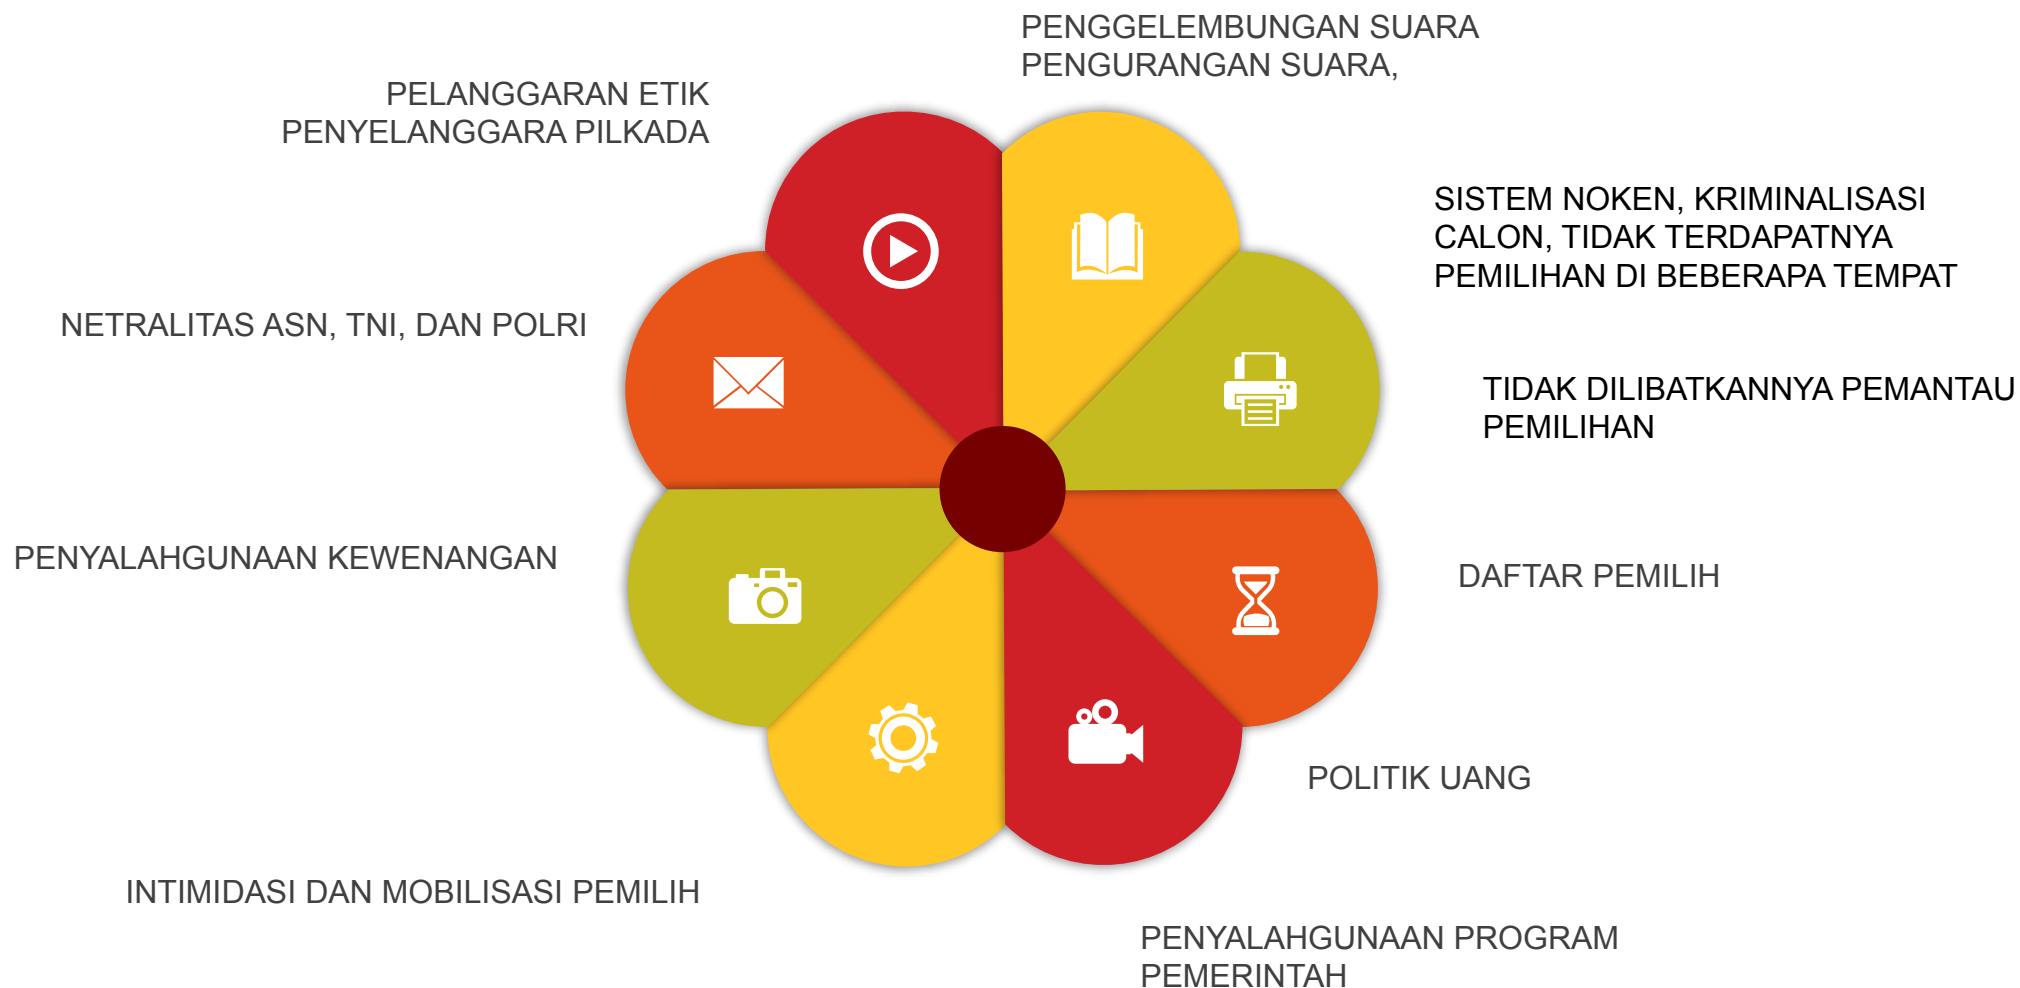 PENGGELEMBUNGAN SUARA
PENGURANGAN SUARA,
PELANGGARAN ETIK
PENYELANGGARA PILKADA
SISTEM NOKEN, KRIMINALISASI
CALON, TIDAK TERDAPATNYA
PEMILIHAN DI BEBERAPA TEMPAT
NETRALITAS ASN, TNI, DAN POLRI
TIDAK DILIBATKANNYA PEMANTAU
PEMILIHAN
PENYALAHGUNAAN KEWENANGAN
DAFTAR PEMILIH
POLITIK UANG
INTIMIDASI DAN MOBILISASI PEMILIH
PENYALAHGUNAAN PROGRAM
PEMERINTAH